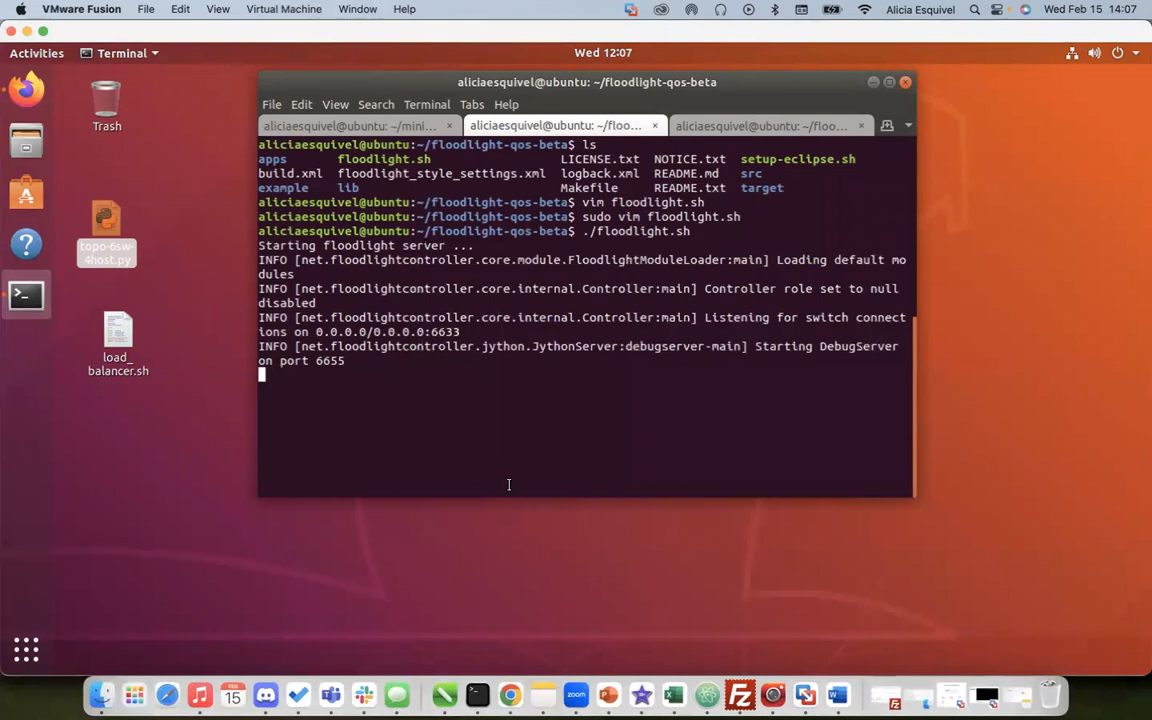 VMware Fusion File Edit View Virtual Machine Window Help Alicia Esquivel Wed Feb 15 14:07
Activities Terminal Wed 12:07
Trash
topo-6sw-
4host.py
load_
balancer.sh
aliciaesquivel@ubuntu: ~/floodlight-qos-beta
File Edit View Search Terminal Tabs Help
aliciaesquivel@ubuntu: ~/mini... × aliciaesquivel@ubuntu: ~/floo... × aliciaesquivel@ubuntu: ~/floo... ×
aliciaesquivel@ubuntu:~/floodlight-qos-beta$ ls
apps floodlight.sh LICENSE.txt NOTICE.txt setup-eclipse.sh
build.xml floodlight_style_settings.xml logback.xml README.md src
example lib Makefile README.txt target
aliciaesquivel@ubuntu:~/floodlight-qos-beta$ vim floodlight.sh
aliciaesquivel@ubuntu:~/floodlight-qos-beta$ sudo vim floodlight.sh
aliciaesquivel@ubuntu:~/floodlight-qos-beta$ ./floodlight.sh
Starting floodlight server ...
INFO [net.floodlightcontroller.core.module.FloodlightModuleLoader:main] Loading default mo
dules
INFO [net.floodlightcontroller.core.internal.Controller:main] Controller role set to null
disabled
INFO [net.floodlightcontroller.core.internal.Controller:main] Listening for switch connect
ions on 0.0.0.0/0.0.0.0:6633
INFO [net.floodlightcontroller.jython.JythonServer:debugserver-main] Starting DebugServer
on port 6655
FEB
15
zoom